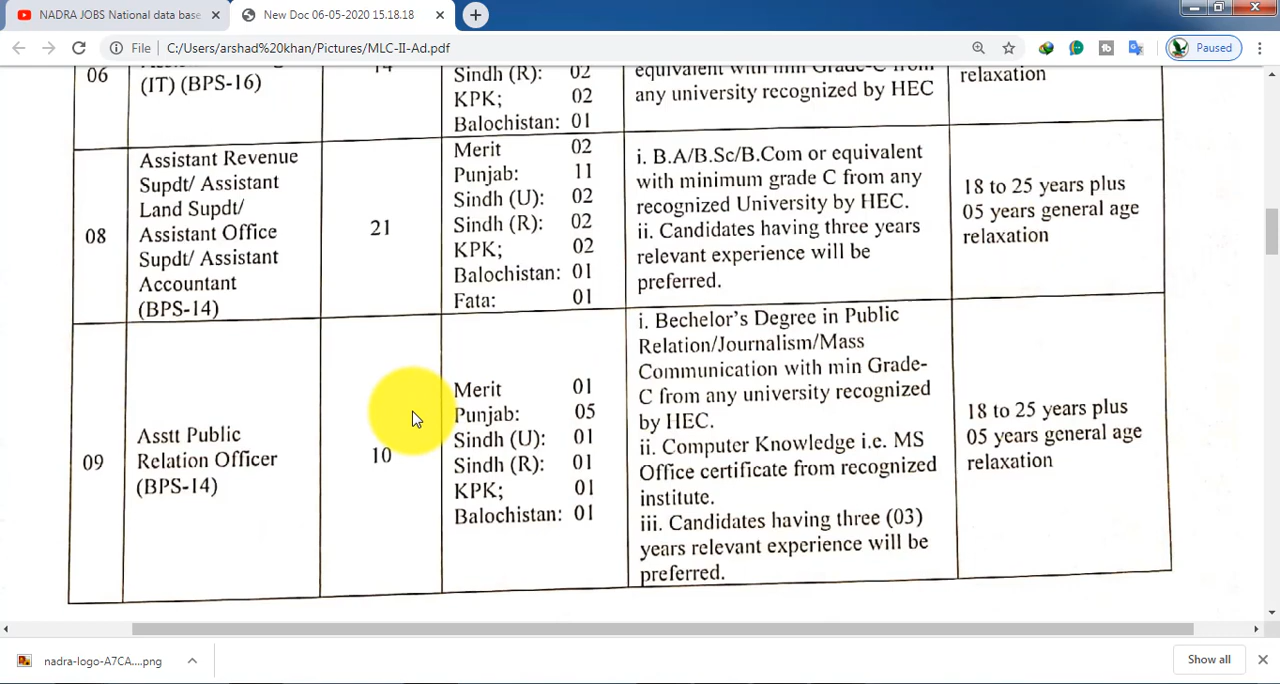 NADRA JOBS National data base
New Doc 06-05-2020 15.18.18
File
C:/Users/arshad%20khan/Pictures/MLC-II-Ad.pdf
Paused
06
(IT) (BPS-16)
14
Sindh (R): 02
KPK; 02
Balochistan: 01
equivalent with min Grade-C from
any university recognized by HEC
relaxation
08
Assistant Revenue
Supdt/ Assistant
Land Supdt/
Assistant Office
Supdt/ Assistant
Accountant
(BPS-14)
21
Merit 02
Punjab: 11
Sindh (U): 02
Sindh (R): 02
KPK; 02
Balochistan: 01
Fata: 01
i. B.A/B.Sc/B.Com or equivalent
with minimum grade C from any
recognized University by HEC.
ii. Candidates having three years
relevant experience will be
preferred.
18 to 25 years plus
05 years general age
relaxation
09
Asstt Public
Relation Officer
(BPS-14)
10
Merit 01
Punjab: 05
Sindh (U): 01
Sindh (R): 01
KPK; 01
Balochistan: 01
i. Bechelor's Degree in Public
Relation/Journalism/Mass
Communication with min Grade-
C from any university recognized
by HEC.
ii. Computer Knowledge i.e. MS
Office certificate from recognized
institute.
iii. Candidates having three (03)
years relevant experience will be
preferred.
18 to 25 years plus
05 years general age
relaxation
nadra-logo-A7CA....png
Show all